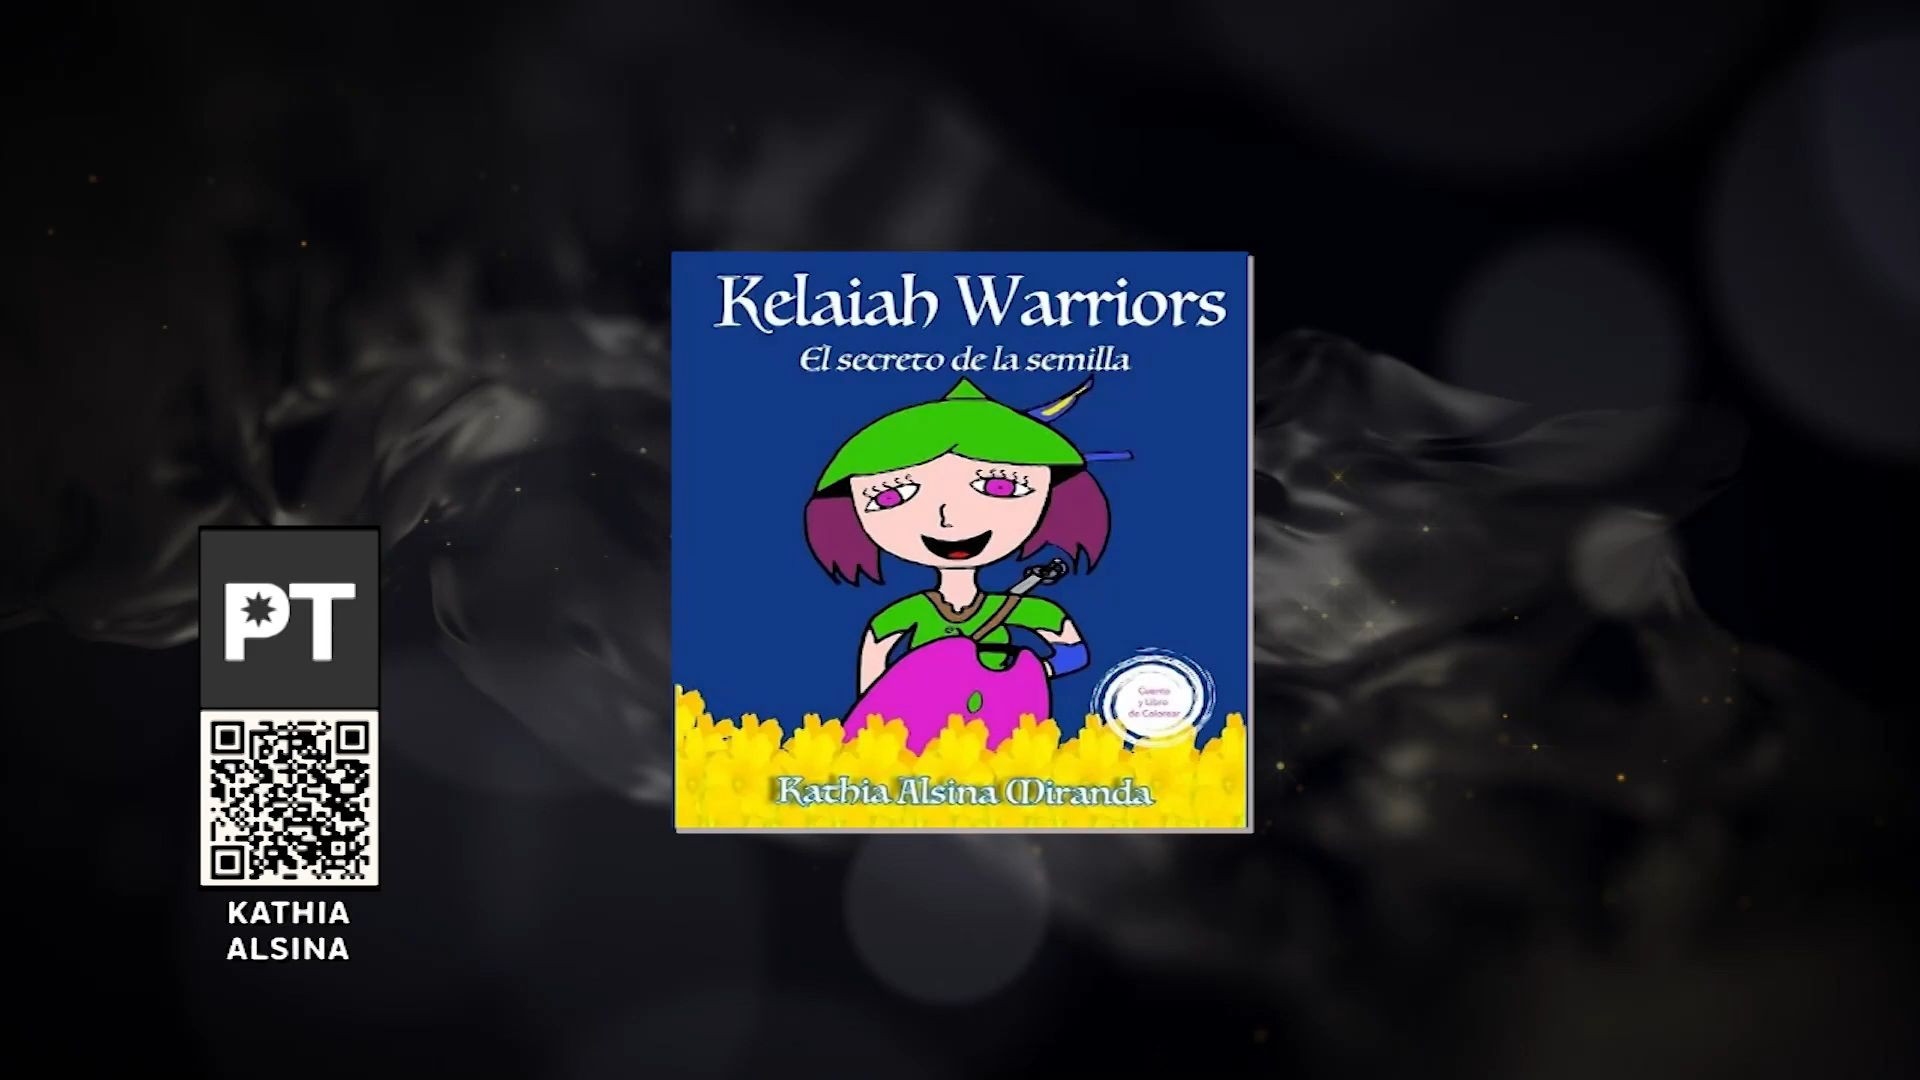 Kelaiah Warriors
El secreto de la semilla
Cuento
y Libro
de Colorear
Kathia Alsina Miranda
PT
KATHIA
ALSINA